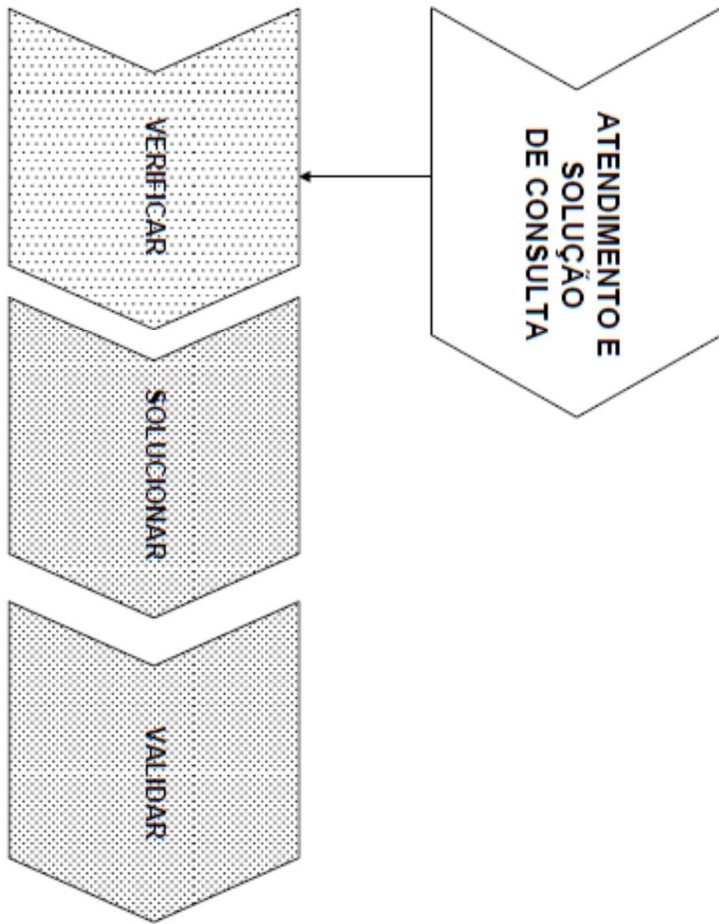 ATENDIMENTO E
SOLUÇÃO
DE CONSULTA
VERIFICAR
SOLUCIONAR
VALIDAR